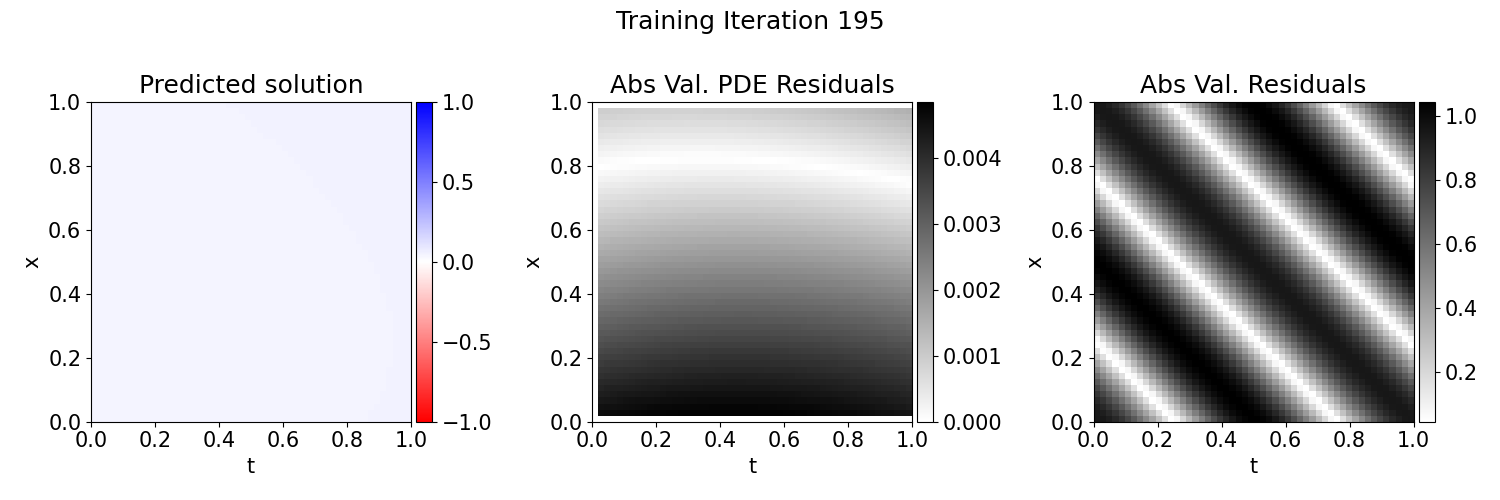 Training Iteration 195
Predicted solution
1.0
0.8
0.6
0.4
0.2
0.0
x
0.0 0.2 0.4 0.6 0.8 1.0
t
1.0
0.5
0.0
−0.5
−1.0
Abs Val. PDE Residuals
1.0
0.8
0.6
0.4
0.2
0.0
x
0.0 0.2 0.4 0.6 0.8 1.0
t
0.004
0.003
0.002
0.001
0.000
Abs Val. Residuals
1.0
0.8
0.6
0.4
0.2
0.0
x
0.0 0.2 0.4 0.6 0.8 1.0
t
1.0
0.8
0.6
0.4
0.2